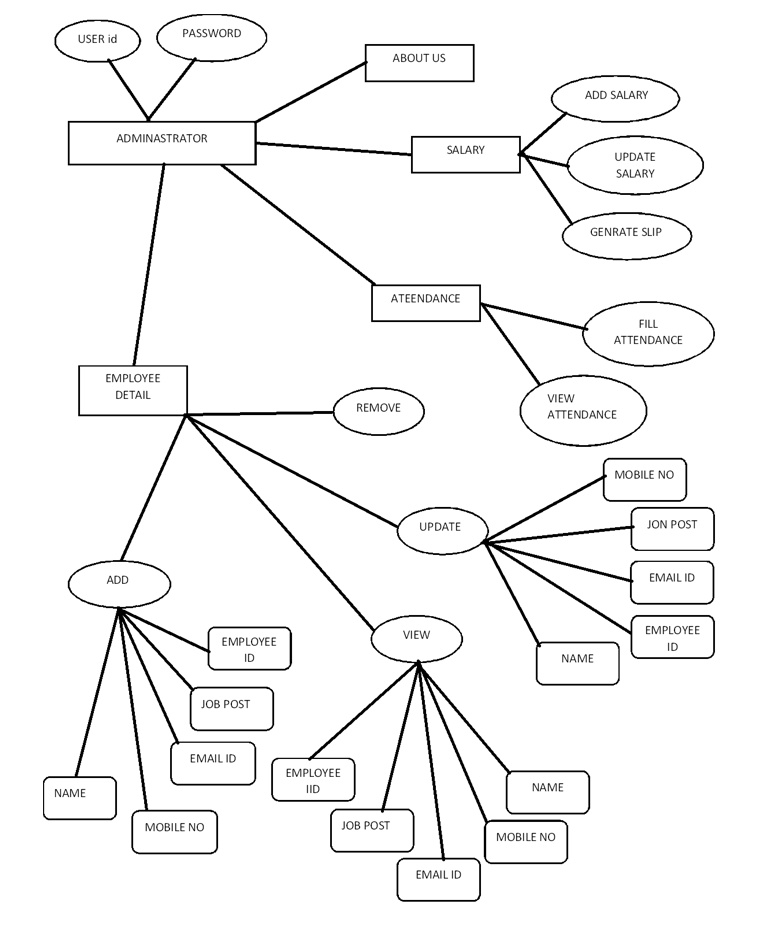 USER id
PASSWORD
ABOUT US
ADD SALARY
ADMINASTRATOR
SALARY
UPDATE
SALARY
GENRATE SLIP
ATEENDANCE
FILL
ATTENDANCE
EMPLOYEE
DETAIL
REMOVE
VIEW
ATTENDANCE
MOBILE NO
UPDATE
JON POST
ADD
EMAIL ID
EMPLOYEE
ID
VIEW
NAME
EMPLOYEE
ID
JOB POST
EMAIL ID
NAME
MOBILE NO
EMPLOYEE
IID
NAME
JOB POST
MOBILE NO
EMAIL ID